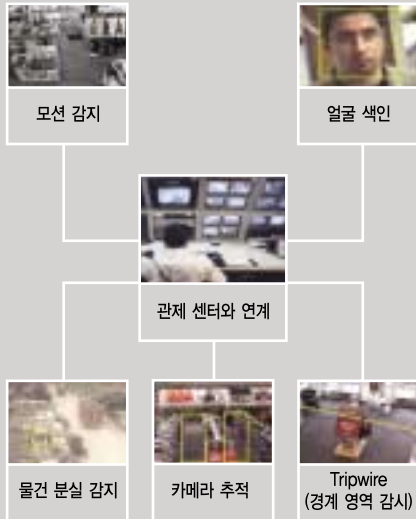 모션 감지
얼굴 색인
관제 센터와 연계
물건 분실 감지
카메라 추적
Tripwire
(경계 영역 감시)